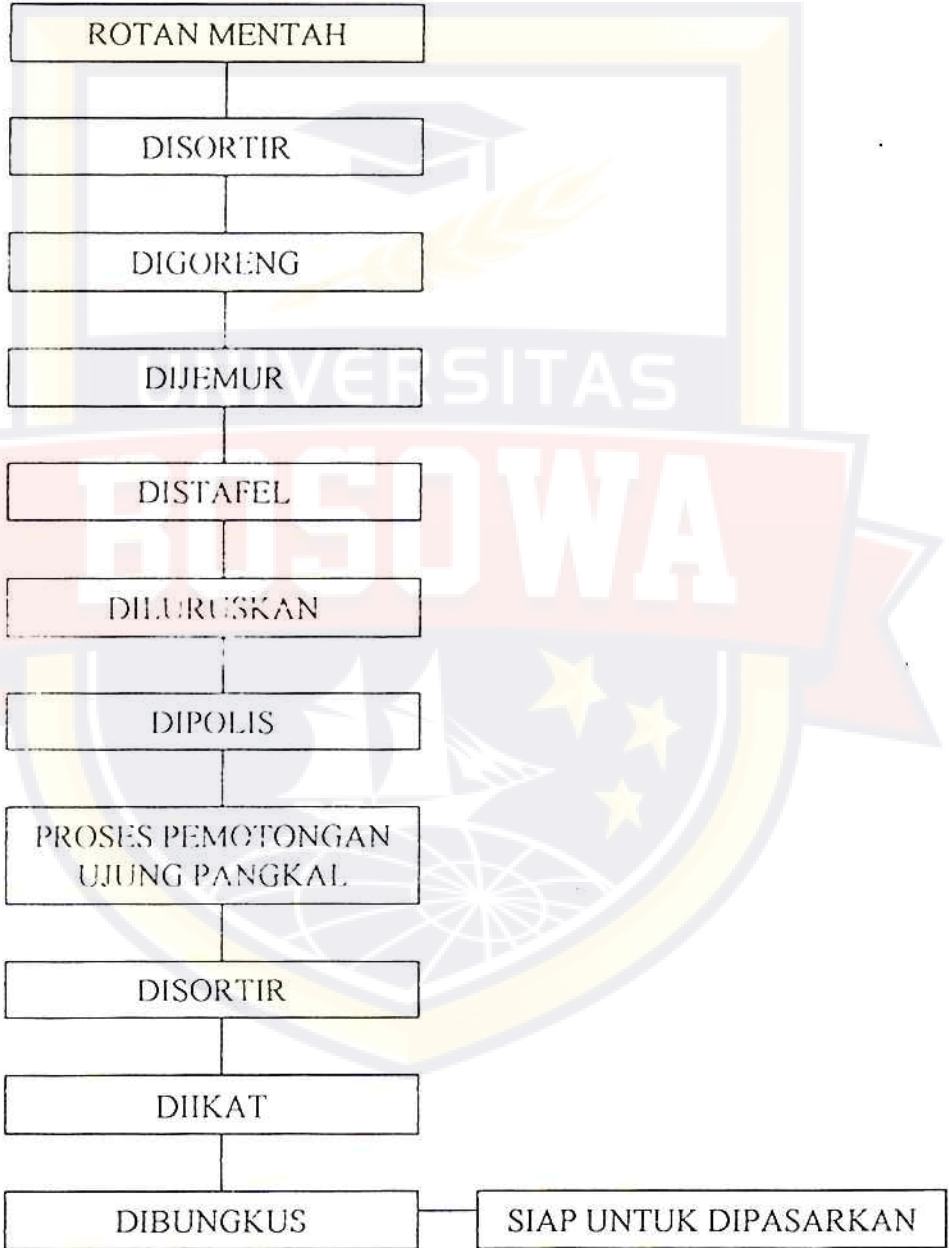 ROTAN MENTAH
DISORTIR
DIGORENG
DIJEMUR
UNIVERSITAS
DISTAFEL
BOSOWA
DILURUSKAN
DIPOLIS
PROSES PEMOTONGAN
UJUNG PANGKAL
DISORTIR
DIIKAT
DIBUNGKUS
SIAP UNTUK DIPASARKAN